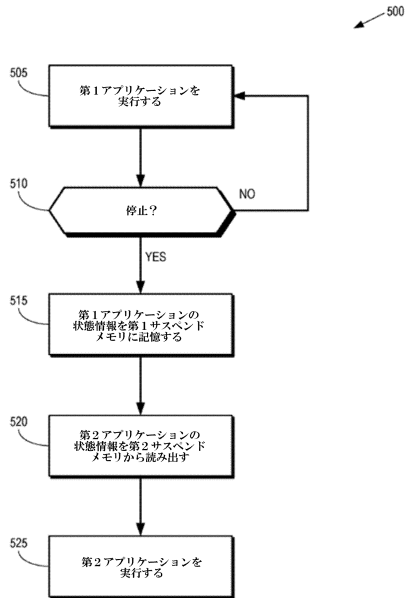 500
505
第１アプリケーションを
実行する
510
停止？
NO
YES
515
第１アプリケーションの
状態情報を第１サスペンド
メモリに記憶する
520
第２アプリケーションの
状態情報を第２サスペンド
メモリから読み出す
525
第２アプリケーションを
実行する